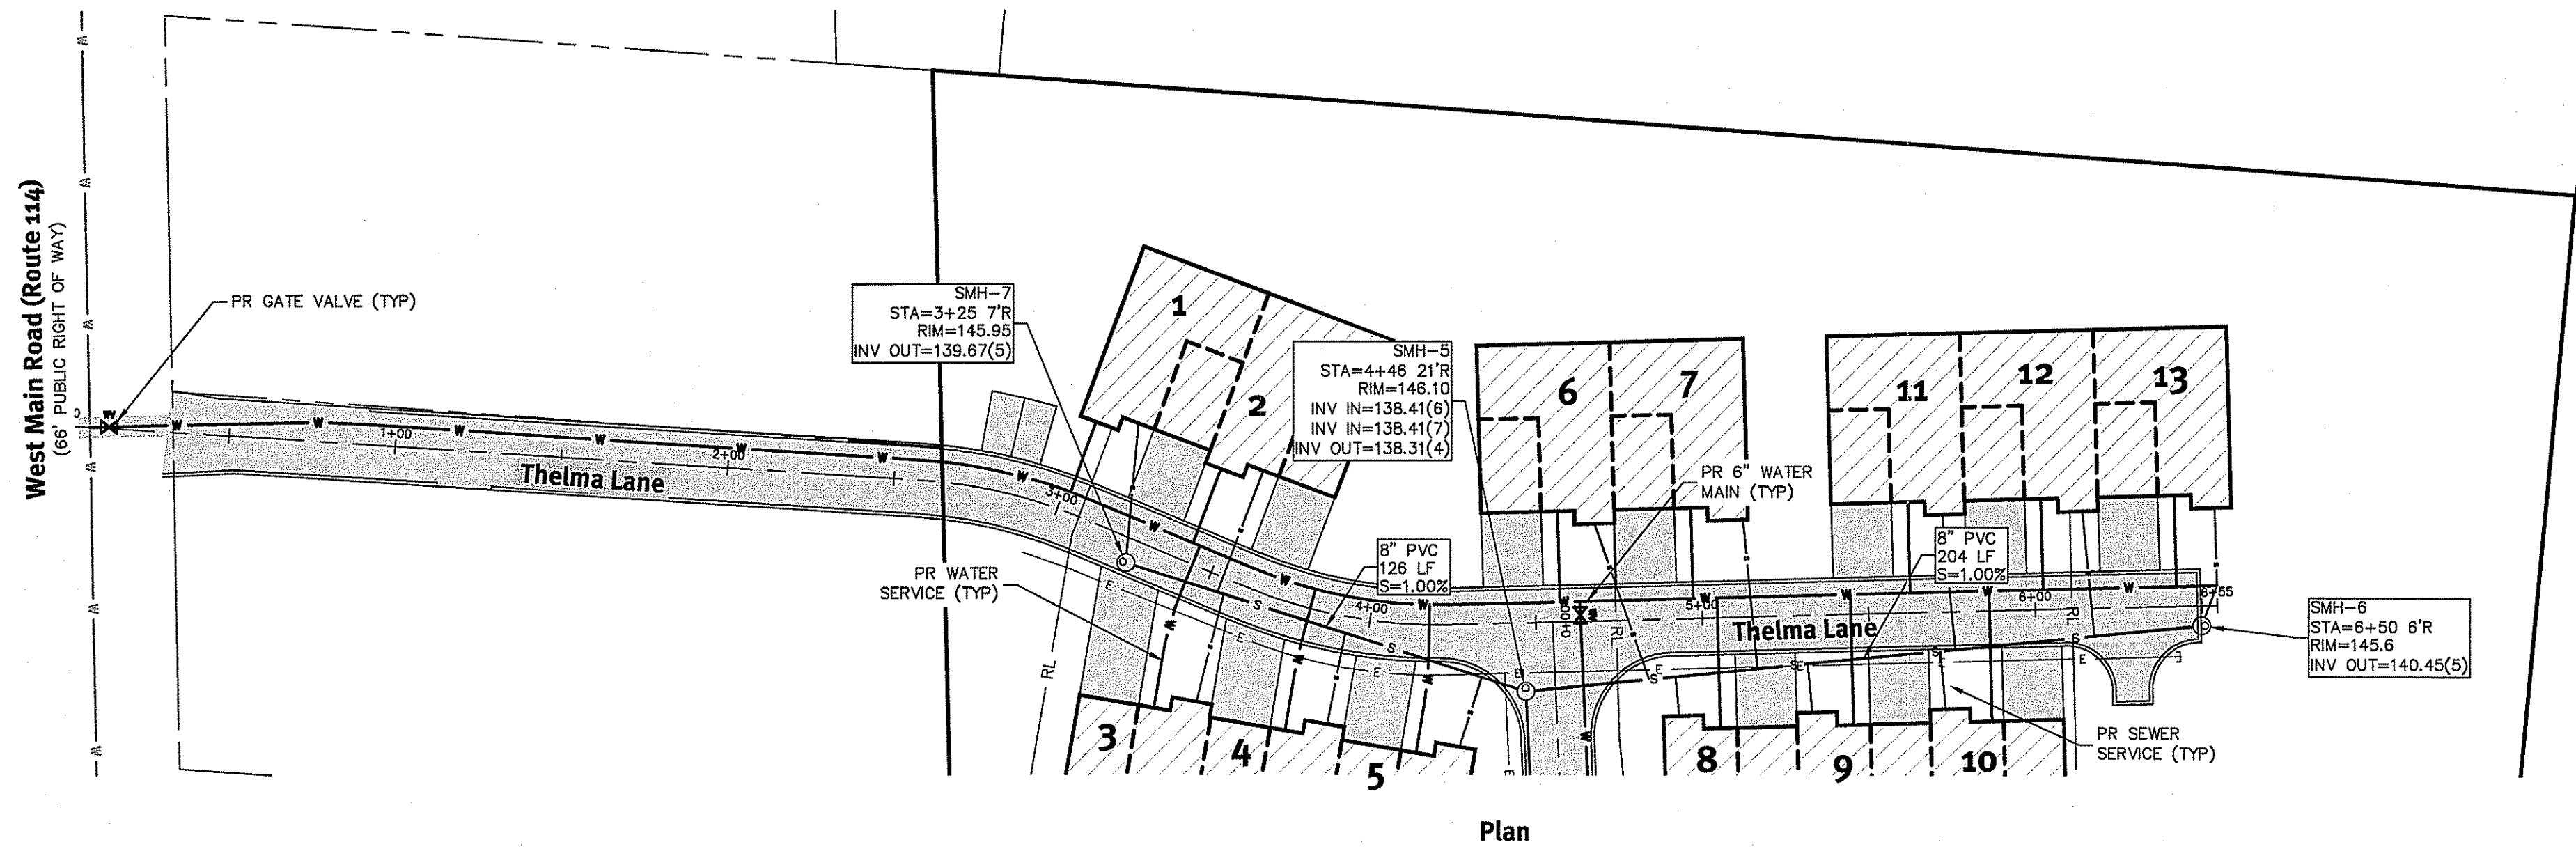 West Main Road (Route 114)
(66' PUBLIC RIGHT OF WAY)
PR GATE VALVE (TYP)
SMH-7
STA=3+25 7'R
RIM=145.95
INV OUT=139.67(5)
1
2
SMH-5
STA=4+46 21'R
RIM=146.10
INV IN=138.41(6)
INV IN=138.41(7)
INV OUT=138.31(4)
6
7
11
12
13
PR 6" WATER
MAIN (TYP)
1+00
2+00
3+00
4+00
5+00
6+00
6+55
0+00
Thelma Lane
Thelma Lane
PR WATER
SERVICE (TYP)
8" PVC
126 LF
S=1.00%
8" PVC
204 LF
S=1.00%
SMH-6
STA=6+50 6'R
RIM=145.6
INV OUT=140.45(5)
PR SEWER
SERVICE (TYP)
RL
RL
RL
W W W W W W W W W W W W W W W
S S S S S S
E E E E E E E
3
4
5
8
9
10
Plan